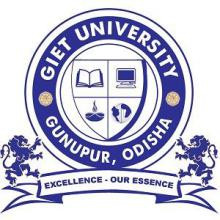 GIET UNIVERSITY
GUNUPUR, ODISHA
EXCELLENCE - OUR ESSENCE